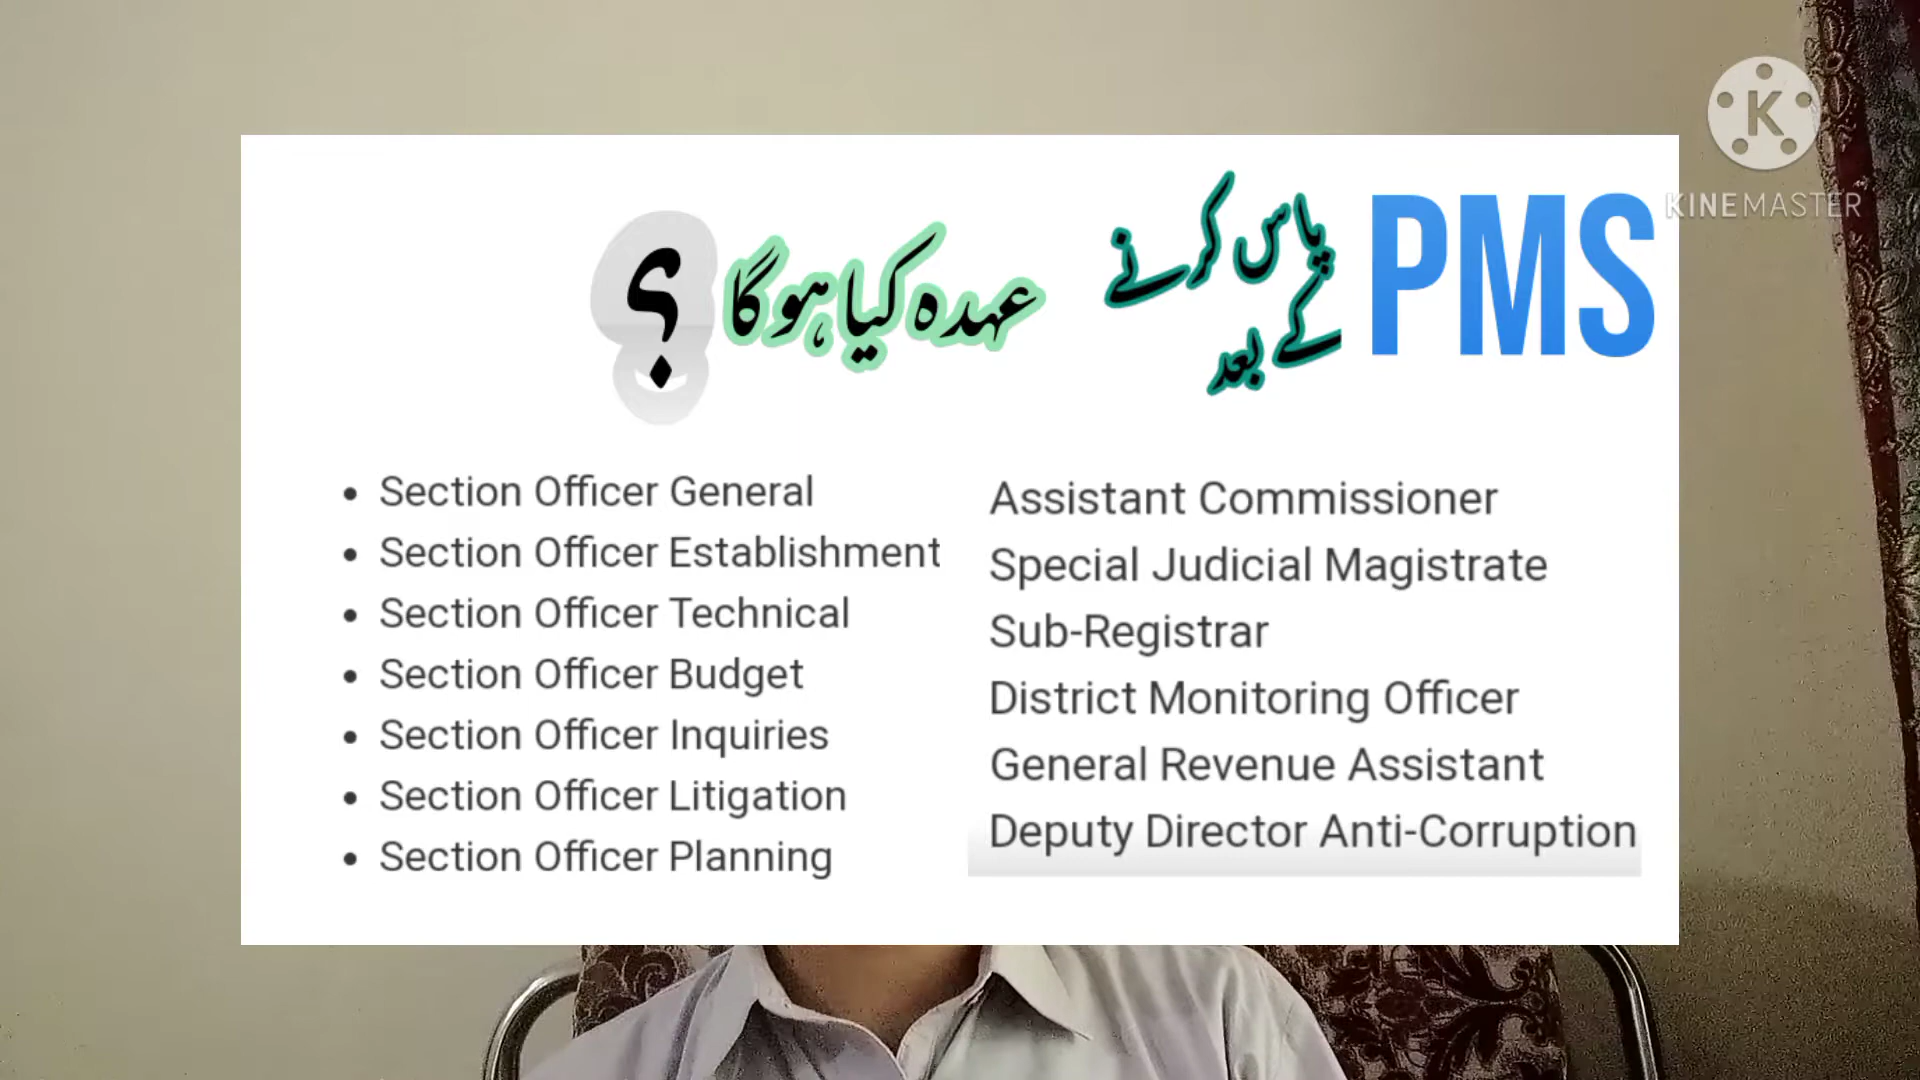 PMS پاس کرنے کے بعد عہدہ کیا ہوگا ؟
K
KINEMASTER
Section Officer General
Section Officer Establishment
Section Officer Technical
Section Officer Budget
Section Officer Inquiries
Section Officer Litigation
Section Officer Planning
Assistant Commissioner
Special Judicial Magistrate
Sub-Registrar
District Monitoring Officer
General Revenue Assistant
Deputy Director Anti-Corruption